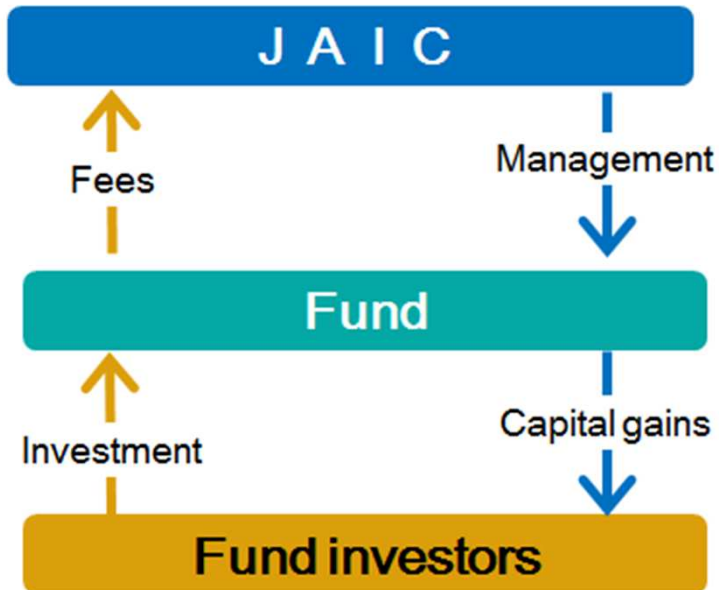 J A I C
Fees
Management
Fund
Investment
Capital gains
Fund investors